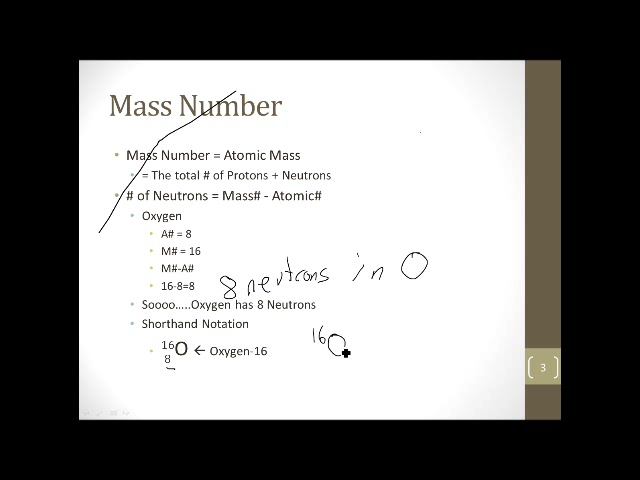 Mass Number
• Mass Number = Atomic Mass
• = The total # of Protons + Neutrons
• # of Neutrons = Mass# - Atomic#
• Oxygen
• A# = 8
• M# = 16
• M#-A#
• 16-8=8
8 neutrons in O
• Soooo.....Oxygen has 8 Neutrons
• Shorthand Notation
• 16 8 O ← Oxygen-16
16 O
3